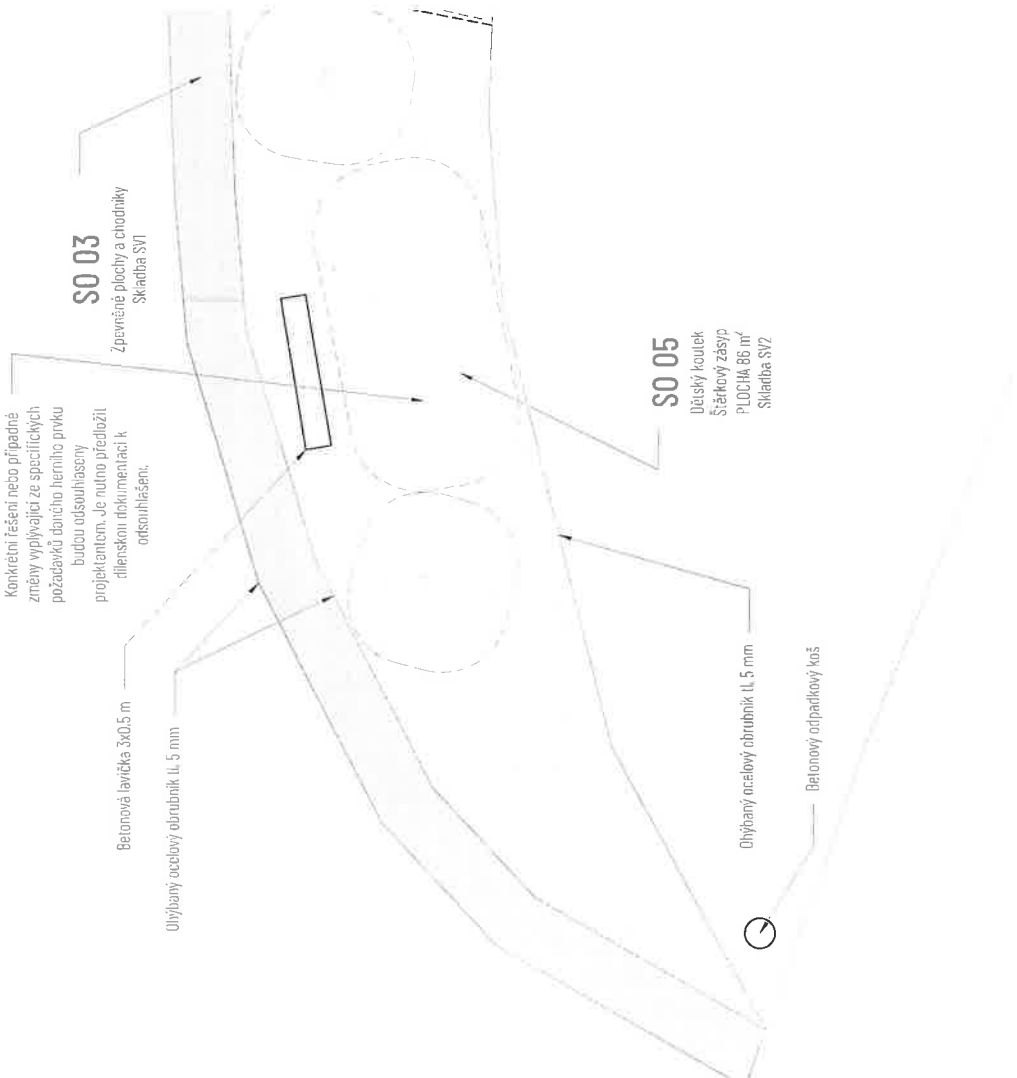 Konkrétní řešení nebo případné
změny vyplývající ze specifických
požadavků daného herního prvku
budou odsouhlaseny
projektantem. Je nutno předložit
dílenskou dokumentaci k
odsouhlašení.
SO 03
Zpevněné plochy a chodníky
Skladba SV1
Betonová lavička 3x0,5 m
Ohýbaný ocelový obrubník tl. 5 mm
SO 05
Dětský koutek
Štěrkový zásyp
PLOCHA 86 m²
Skladba SV2
Ohýbaný ocelový obrubník tl. 5 mm
Betonový odpadkový koš